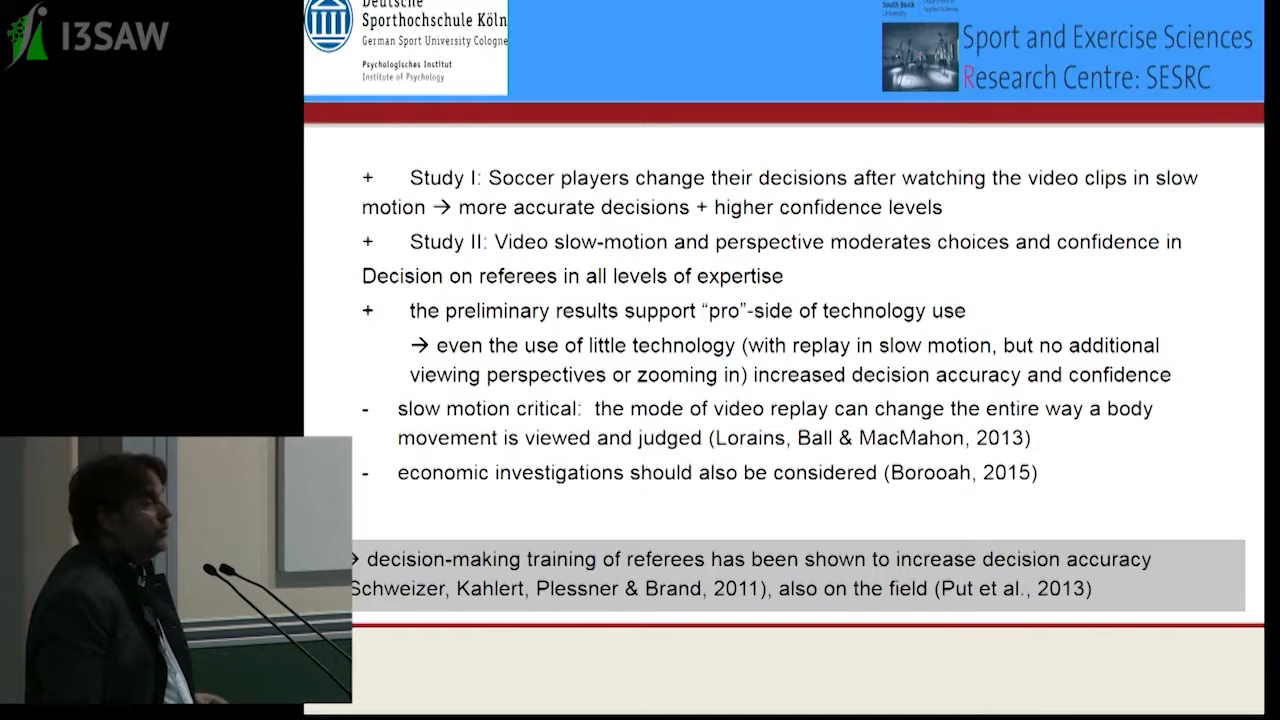 I3SAW
Deutsche
Sporthochschule Köln
German Sport University Cologne
Psychologisches Institut
Institute of Psychology
South Bank
University
Sport and Exercise Sciences
Research Centre: SESRC
+ Study I: Soccer players change their decisions after watching the video clips in slow
motion → more accurate decisions + higher confidence levels
+ Study II: Video slow-motion and perspective moderates choices and confidence in
Decision on referees in all levels of expertise
+ the preliminary results support “pro”-side of technology use
→ even the use of little technology (with replay in slow motion, but no additional
viewing perspectives or zooming in) increased decision accuracy and confidence
- slow motion critical: the mode of video replay can change the entire way a body
movement is viewed and judged (Lorains, Ball & MacMahon, 2013)
- economic investigations should also be considered (Borooah, 2015)
→ decision-making training of referees has been shown to increase decision accuracy
Schweizer, Kahlert, Plessner & Brand, 2011), also on the field (Put et al., 2013)